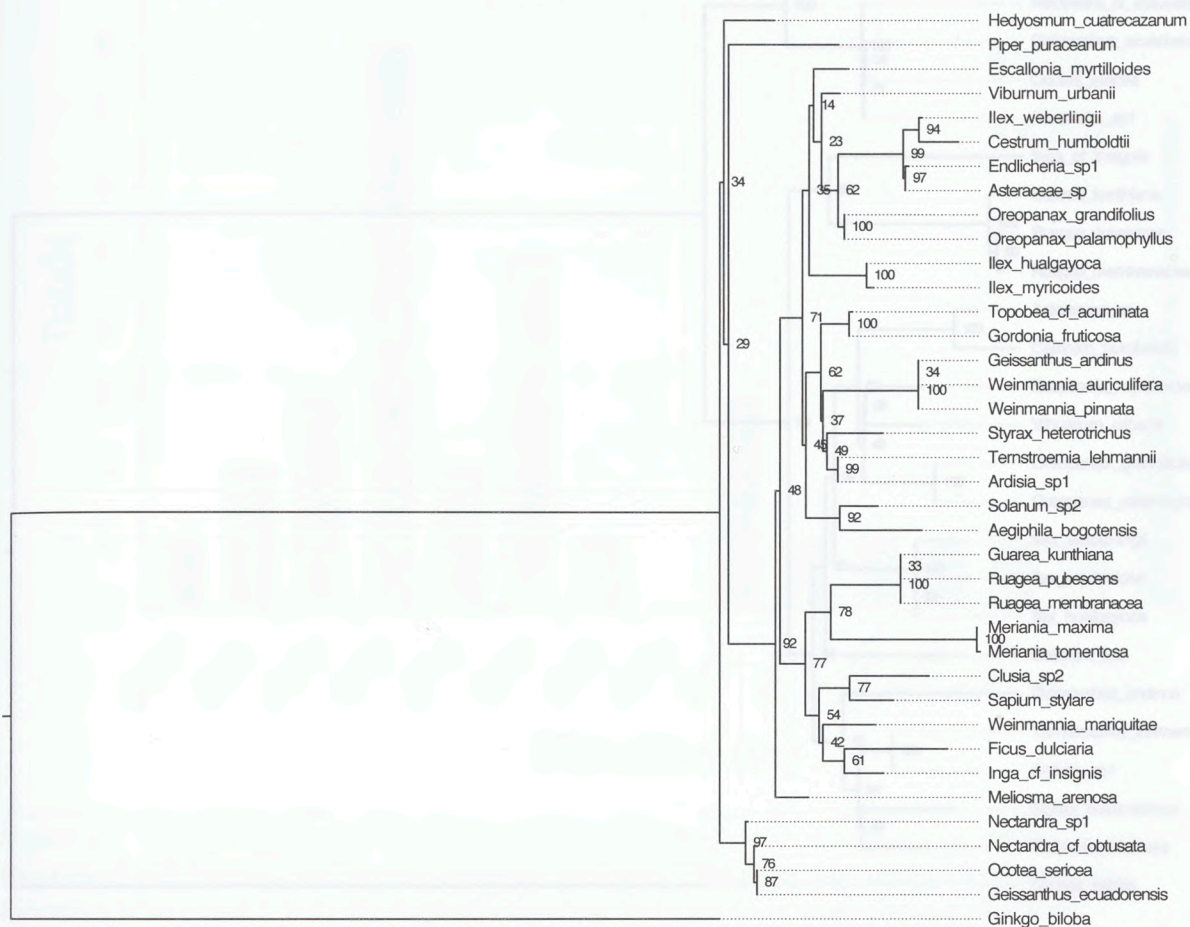 Hedyosmum_cuatrecazanum
Piper_puraceanum
Escallonia_myrtilloides
14
Viburnum_urbanii
Ilex_weberlingii
94
Cestrum_humboldtii
23
99
Endlicheria_sp1
97
34
35
62
Asteraceae_sp
Oreopanax_grandifolius
100
Oreopanax_palamophyllus
Ilex_hualgayoca
100
Ilex_myricoides
Topobea_cf_acuminata
71
100
Gordonia_fruticosa
29
Geissanthus_andinus
62
34
Weinmannia_auriculifera
100
Weinmannia_pinnata
37
Styrax_heterotrichus
45
49
Ternstroemia_lehmannii
99
Ardisia_sp1
48
Solanum_sp2
92
Aegiphila_bogotensis
Guarea_kunthiana
33
Ruagea_pubescens
100
Ruagea_membranacea
78
Meriania_maxima
100
92
Meriania_tomentosa
77
Clusia_sp2
77
Sapium_stylare
54
Weinmannia_mariquitae
42
Ficus_dulciaria
61
Inga_cf_insignis
Meliosma_arenosa
Nectandra_sp1
97
Nectandra_cf_obtusata
76
Ocotea_sericea
87
Geissanthus_ecuadorensis
Ginkgo_biloba